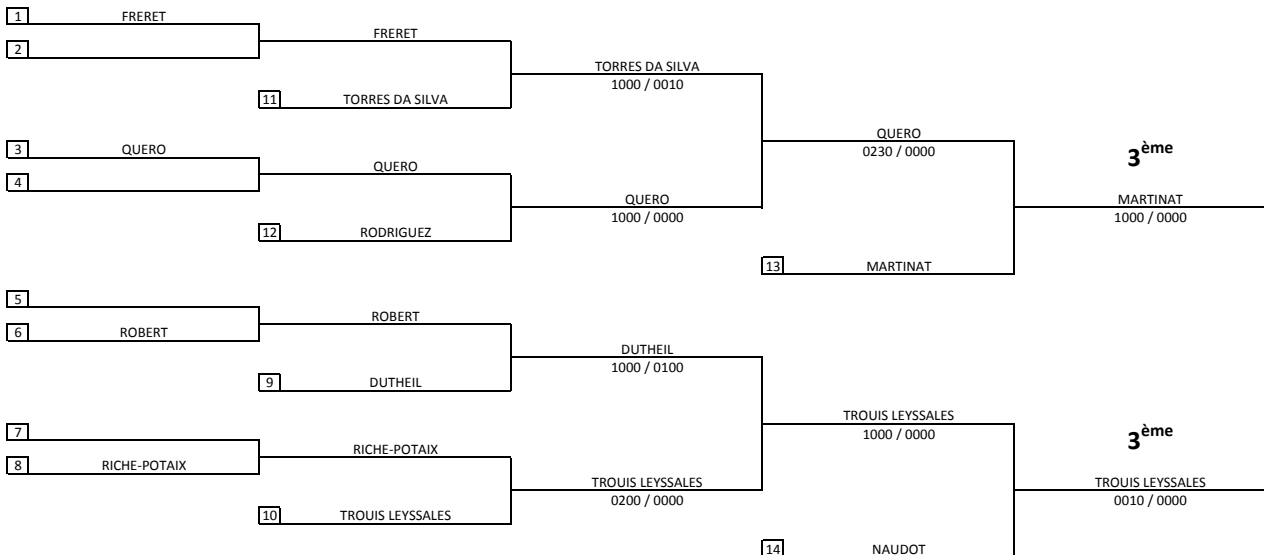 1 FRERET
FRERET
2
TORRES DA SILVA
1000 / 0010
11 TORRES DA SILVA
QUERO
0230 / 0000
3 QUERO
3ème
QUERO
4
QUERO
1000 / 0000
MARTINAT
1000 / 0000
12 RODRIGUEZ
13 MARTINAT
5
ROBERT
6 ROBERT
DUTHEIL
1000 / 0100
9 DUTHEIL
TROUIS LEYSSALES
1000 / 0000
7
3ème
RICHE-POTAIX
8 RICHE-POTAIX
TROUIS LEYSSALES
0200 / 0000
TROUIS LEYSSALES
0010 / 0000
10 TROUIS LEYSSALES
14 NAUDOT